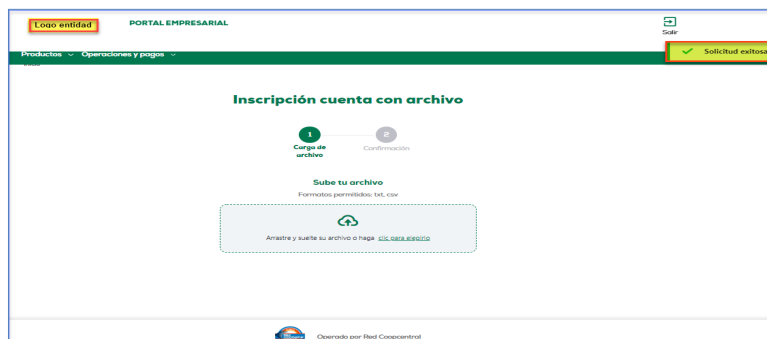 Logo entidad
PORTAL EMPRESARIAL
Salir
Productos Operaciones y pagos
Solicitud exitosa
Inicio
Inscripción cuenta con archivo
1 2
Carga de archivo
Confirmación
Sube tu archivo
Formatos permitidos: txt, csv
Arrastre y suelte su archivo o haga clic para elegirlo
Operado por Red Coopcentral